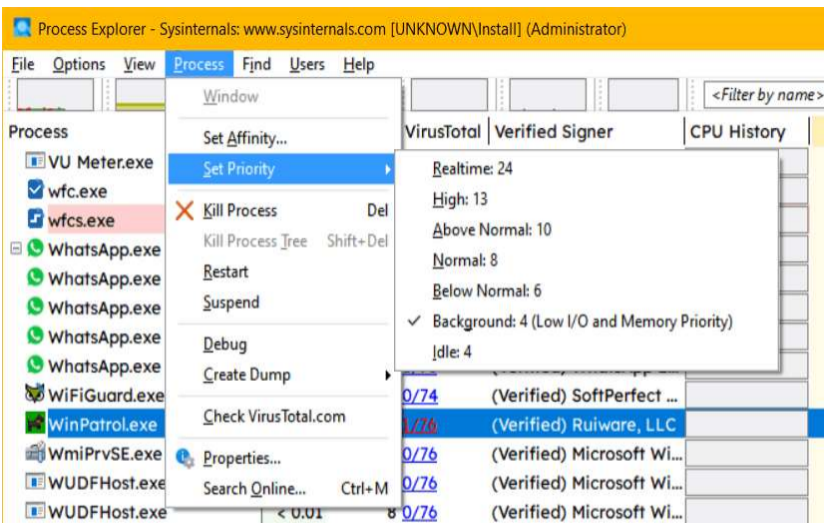 Process Explorer - Sysinternals: www.sysinternals.com [UNKNOWN\Install] (Administrator)
File Options View Process Find Users Help
<Filter by name>
Process VirusTotal Verified Signer CPU History
Window
Set Affinity...
Set Priority
Kill Process Del
Kill Process Tree Shift+Del
Restart
Suspend
Debug
Create Dump
Check VirusTotal.com
Properties...
Search Online... Ctrl+M
Realtime: 24
High: 13
Above Normal: 10
Normal: 8
Below Normal: 6
Background: 4 (Low I/O and Memory Priority)
Idle: 4
VU Meter.exe
wfc.exe
wfcs.exe
WhatsApp.exe
WhatsApp.exe
WhatsApp.exe
WhatsApp.exe
WhatsApp.exe
WiFiGuard.exe 0/74 (Verified) SoftPerfect ...
WinPatrol.exe 1/76 (Verified) Ruiware, LLC
WmiPrvSE.exe 0/76 (Verified) Microsoft Wi...
WUDFHost.exe 0/76 (Verified) Microsoft Wi...
WUDFHost.exe < 0.01 8 0/76 (Verified) Microsoft Wi...